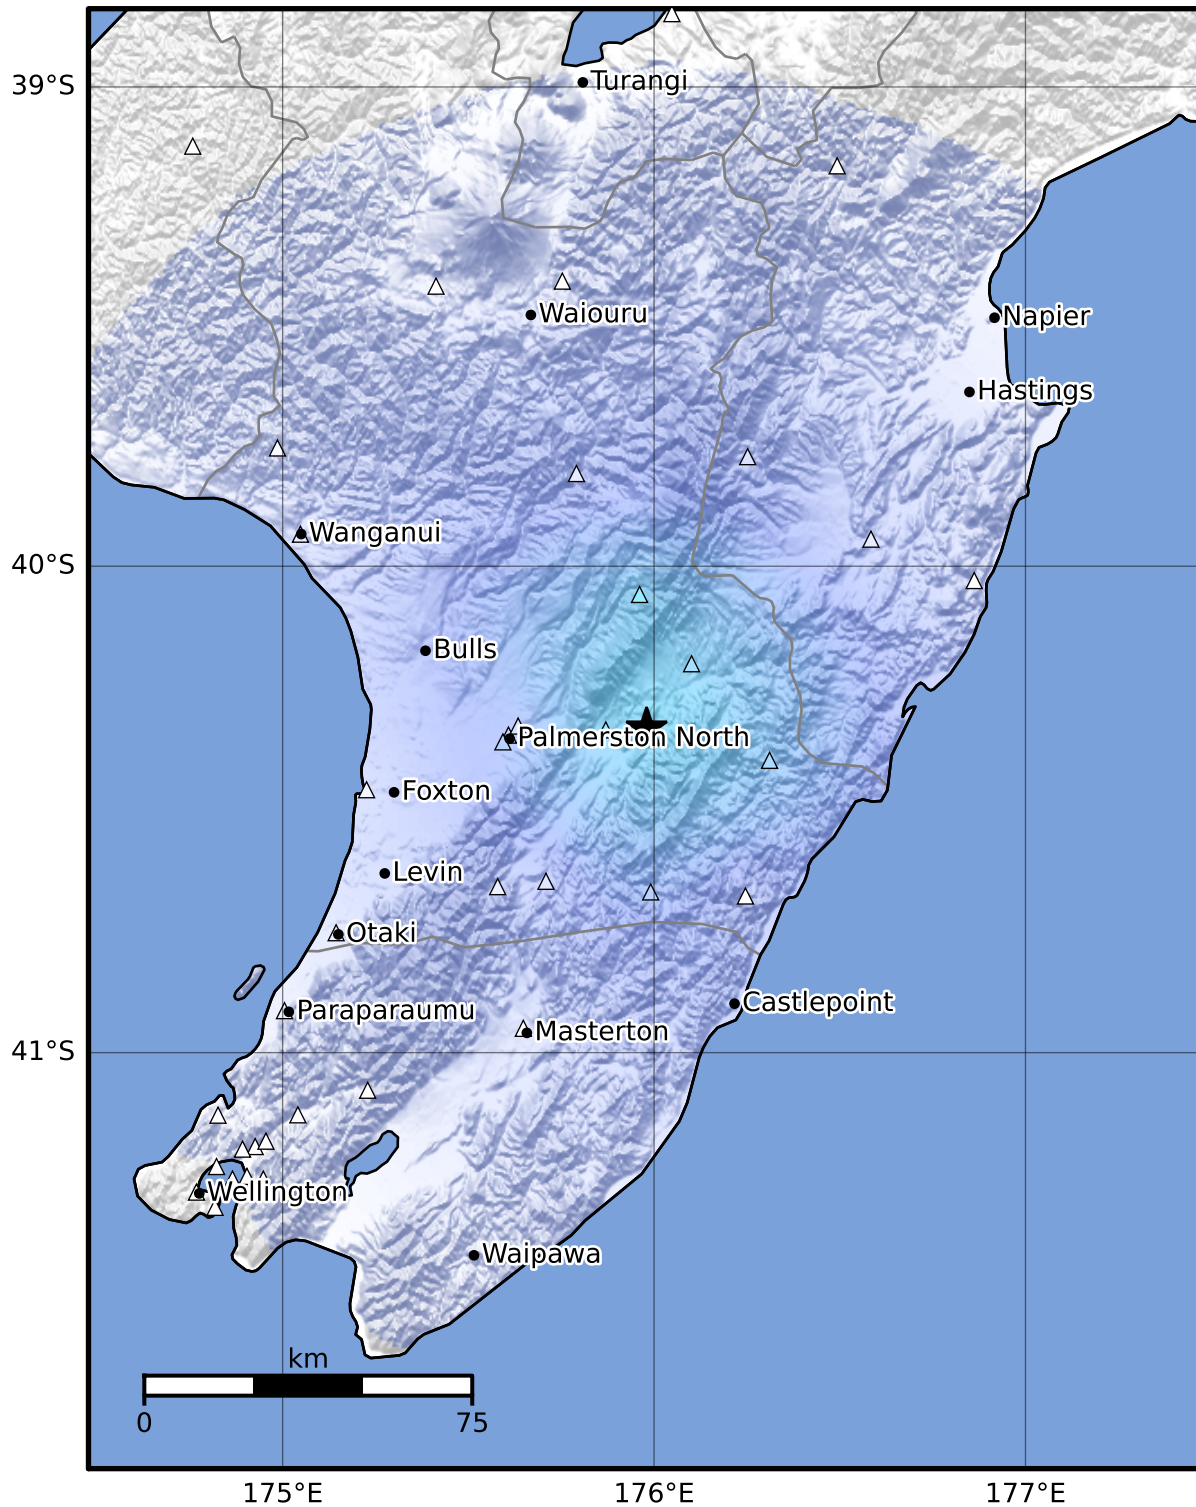 Turangi
39°S
Waiouru
Napier
Hastings
Wanganui
40°S
Bulls
Palmerston North
Foxton
Levin
Otaki
Castlepoint
Paraparaumu
Masterton
41°S
Wellington
Waipawa
km
0
75
175°E
176°E
177°E